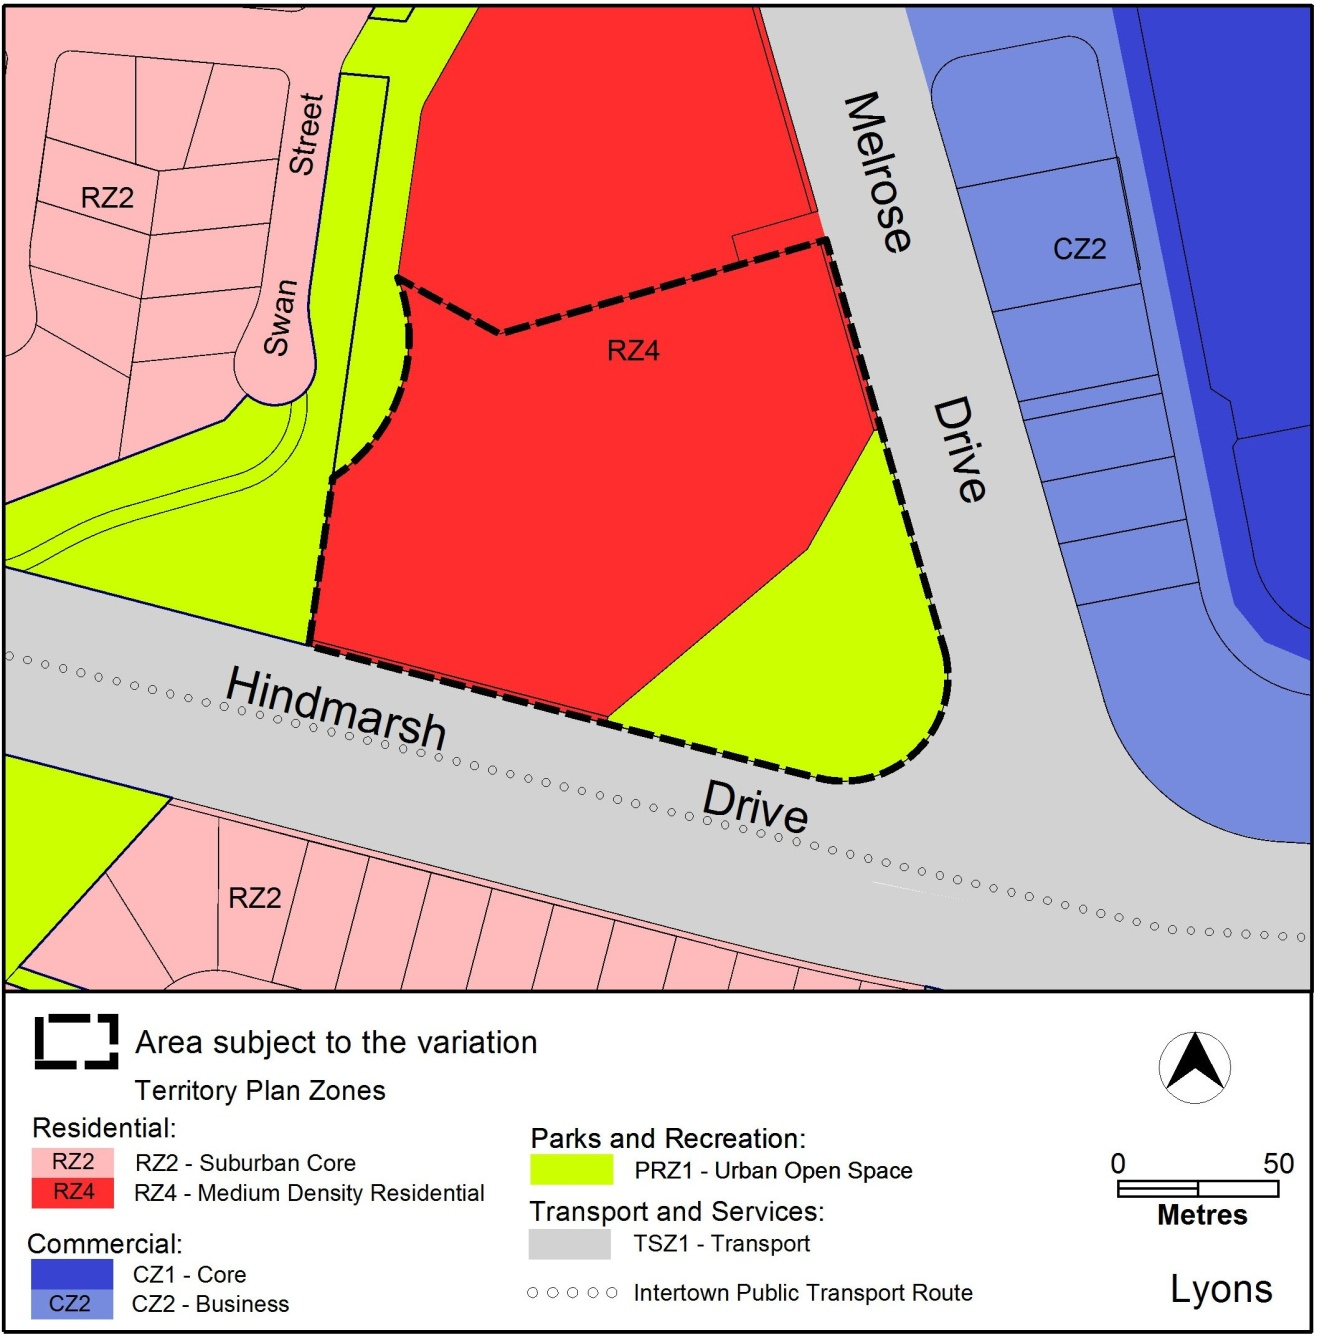 Street
Swan
RZ2
Melrose
Drive
CZ2
RZ4
Hindmarsh
Drive
RZ2
Area subject to the variation
Territory Plan Zones
Residential:
RZ2 RZ2 - Suburban Core
RZ4 RZ4 - Medium Density Residential
Commercial:
CZ1 - Core
CZ2 CZ2 - Business
Parks and Recreation:
PRZ1 - Urban Open Space
Transport and Services:
TSZ1 - Transport
Intertown Public Transport Route
0 50
Metres
Lyons